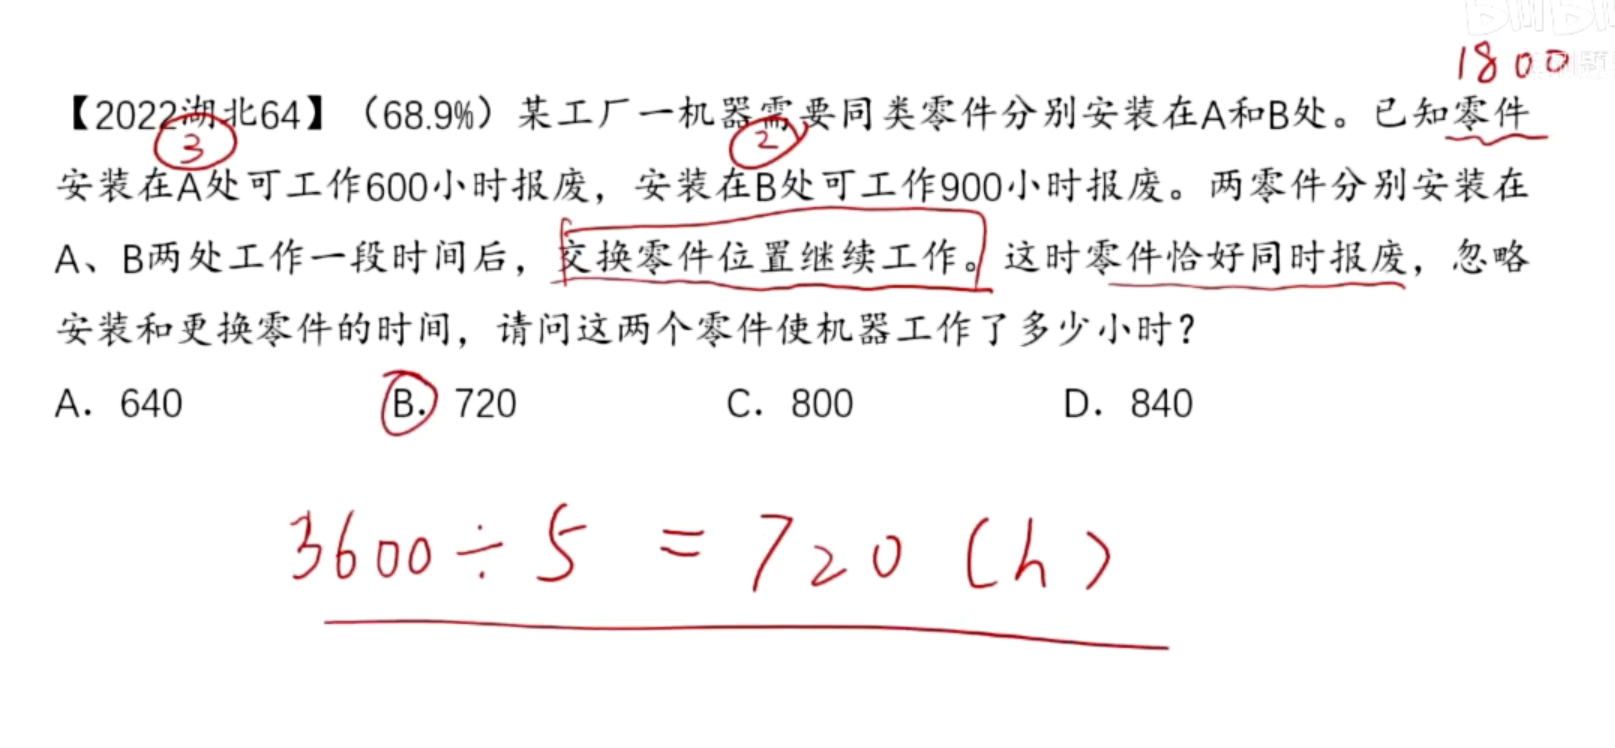 1800
【2022湖北64】（68.9%）某工厂一机器需要同类零件分别安装在A和B处。已知零件
3
2
安装在A处可工作600小时报废，安装在B处可工作900小时报废。两零件分别安装在
A、B两处工作一段时间后，交换零件位置继续工作。这时零件恰好同时报废，忽略
安装和更换零件的时间，请问这两个零件使机器工作了多少小时？
A. 640 B. 720 C. 800 D. 840
3600÷5 = 720 (h)